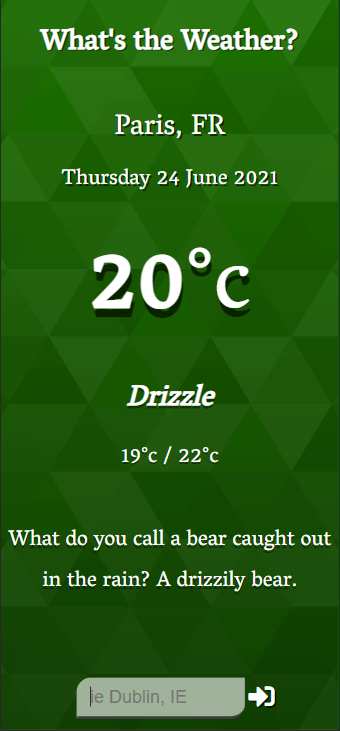 What's the Weather?
Paris, FR
Thursday 24 June 2021
20°c
Drizzle
19°c / 22°c
What do you call a bear caught out
in the rain? A drizzily bear.
ie Dublin, IE